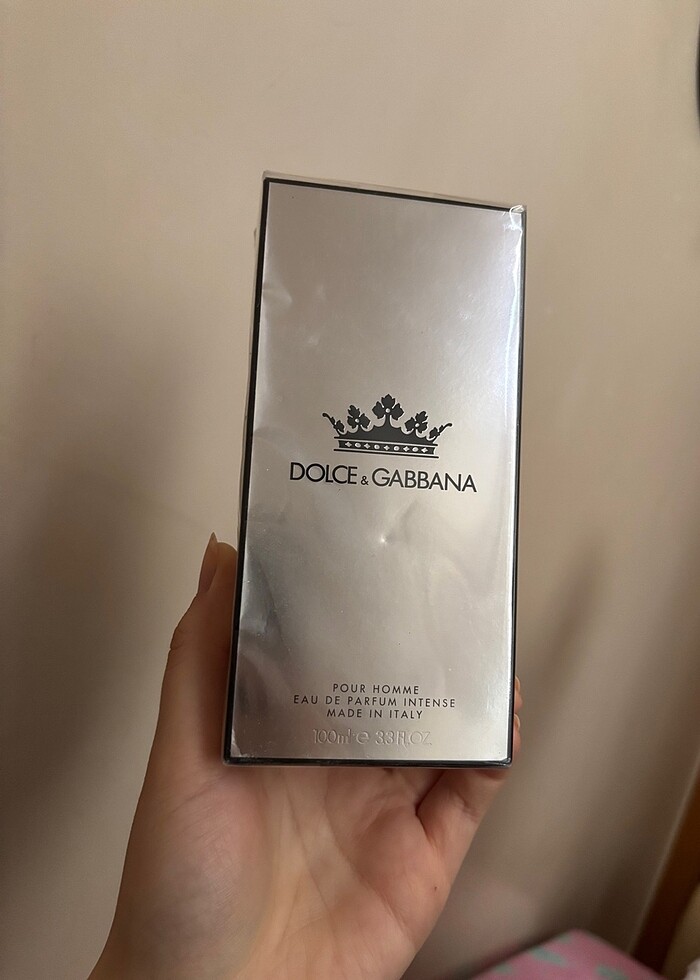 DOLCE & GABBANA
POUR HOMME
EAU DE PARFUM INTENSE
MADE IN ITALY
100ml ℮ 3.3 FL.OZ.